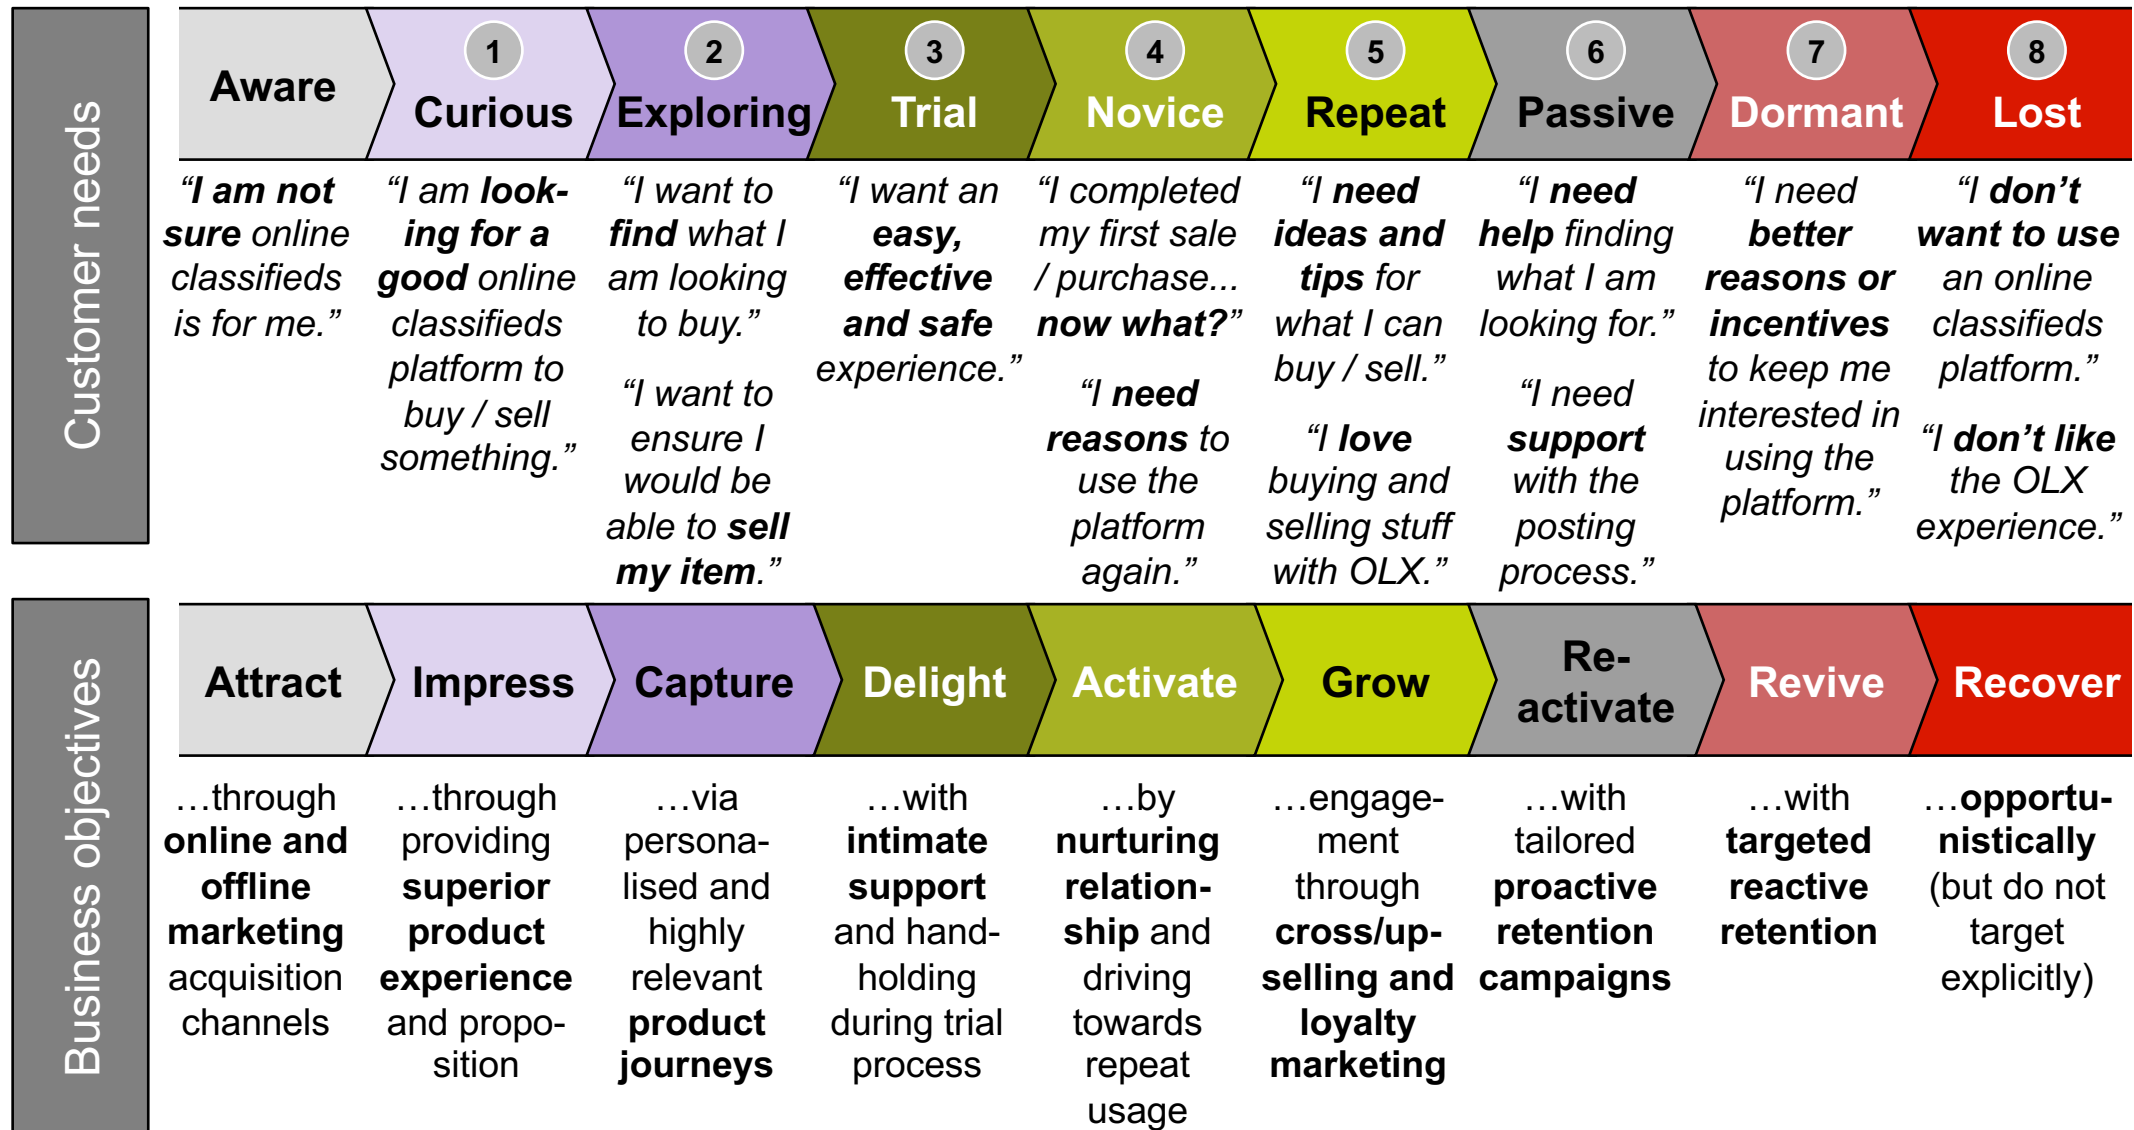 Customer needs
Aware
1
Curious
2
Exploring
3
Trial
4
Novice
5
Repeat
6
Passive
7
Dormant
8
Lost
“I am not
sure online
classifieds
is for me.”
“I am look-
ing for a
good online
classifieds
platform to
buy / sell
something.”
“I want to
find what I
am looking
to buy.”
“I want to
ensure I
would be
able to sell
my item.”
“I want an
easy,
effective
and safe
experience.”
“I completed
my first sale
/ purchase...
now what?”
“I need
reasons to
use the
platform
again.”
“I need
ideas and
tips for
what I can
buy / sell.”
“I love
buying and
selling stuff
with OLX.”
“I need
help finding
what I am
looking for.”
“I need
support
with the
posting
process.”
“I need
better
reasons or
incentives
to keep me
interested in
using the
platform.”
“I don’t
want to use
an online
classifieds
platform.”
“I don’t like
the OLX
experience.”
Business objectives
Attract
Impress
Capture
Delight
Activate
Grow
Re-
activate
Revive
Recover
…through
online and
offline
marketing
acquisition
channels
…through
providing
superior
product
experience
and propo-
sition
…via
persona-
lised and
highly
relevant
product
journeys
…with
intimate
support
and hand-
holding
during trial
process
…by
nurturing
relation-
ship and
driving
towards
repeat
usage
…engage-
ment
through
cross/up-
selling and
loyalty
marketing
…with
tailored
proactive
retention
campaigns
…with
targeted
reactive
retention
…opportu-
nistically
(but do not
target
explicitly)